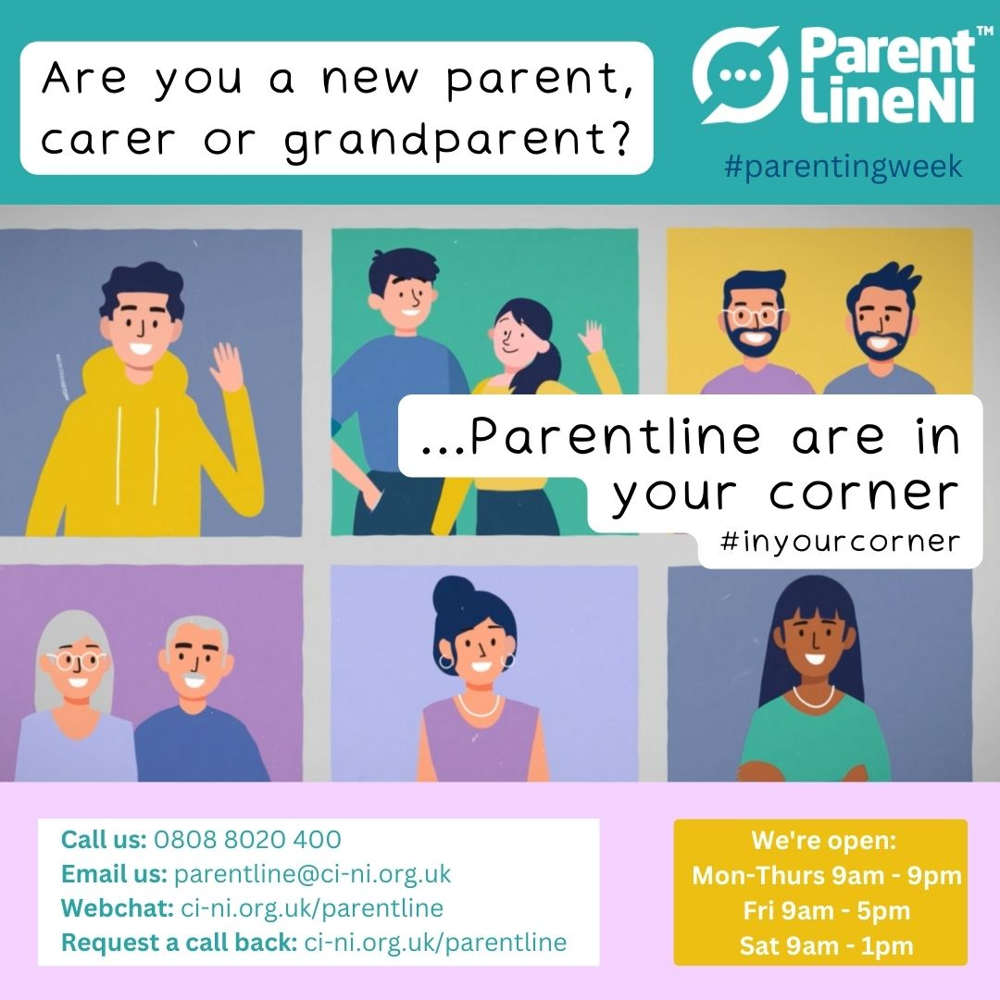 Are you a new parent,
carer or grandparent?
Parent™
LineNI
#parentingweek
...Parentline are in
your corner
#inyourcorner
Call us: 0808 8020 400
Email us: parentline@ci-ni.org.uk
Webchat: ci-ni.org.uk/parentline
Request a call back: ci-ni.org.uk/parentline
We're open:
Mon-Thurs 9am - 9pm
Fri 9am - 5pm
Sat 9am - 1pm